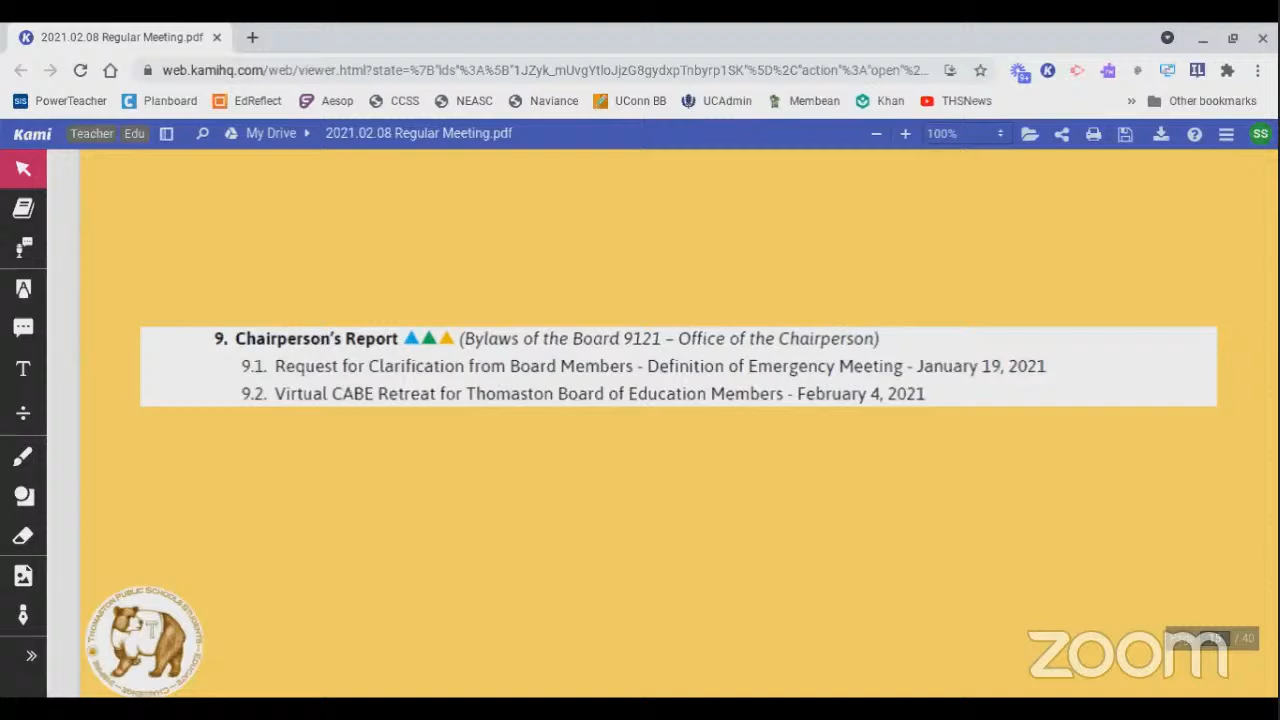 2021.02.08 Regular Meeting.pdf
web.kamihq.com/web/viewer.html?state=%7B"ids"%3A%5B"1JZyk_mUvgYtloJjzG8gydxpTnbyrp1SK"%5D%2C"action"%3A"open"%2...
PowerTeacher Planboard EdReflect Aesop CCSS NEASC Naviance UConn BB UCAdmin Membean Khan THSNews » Other bookmarks
Kami Teacher Edu My Drive 2021.02.08 Regular Meeting.pdf 100% SS
9. Chairperson's Report (Bylaws of the Board 9121 – Office of the Chairperson)
9.1. Request for Clarification from Board Members - Definition of Emergency Meeting - January 19, 2021
9.2. Virtual CABE Retreat for Thomaston Board of Education Members - February 4, 2021
THOMASTON PUBLIC SCHOOLS
T
/ 40
zoom